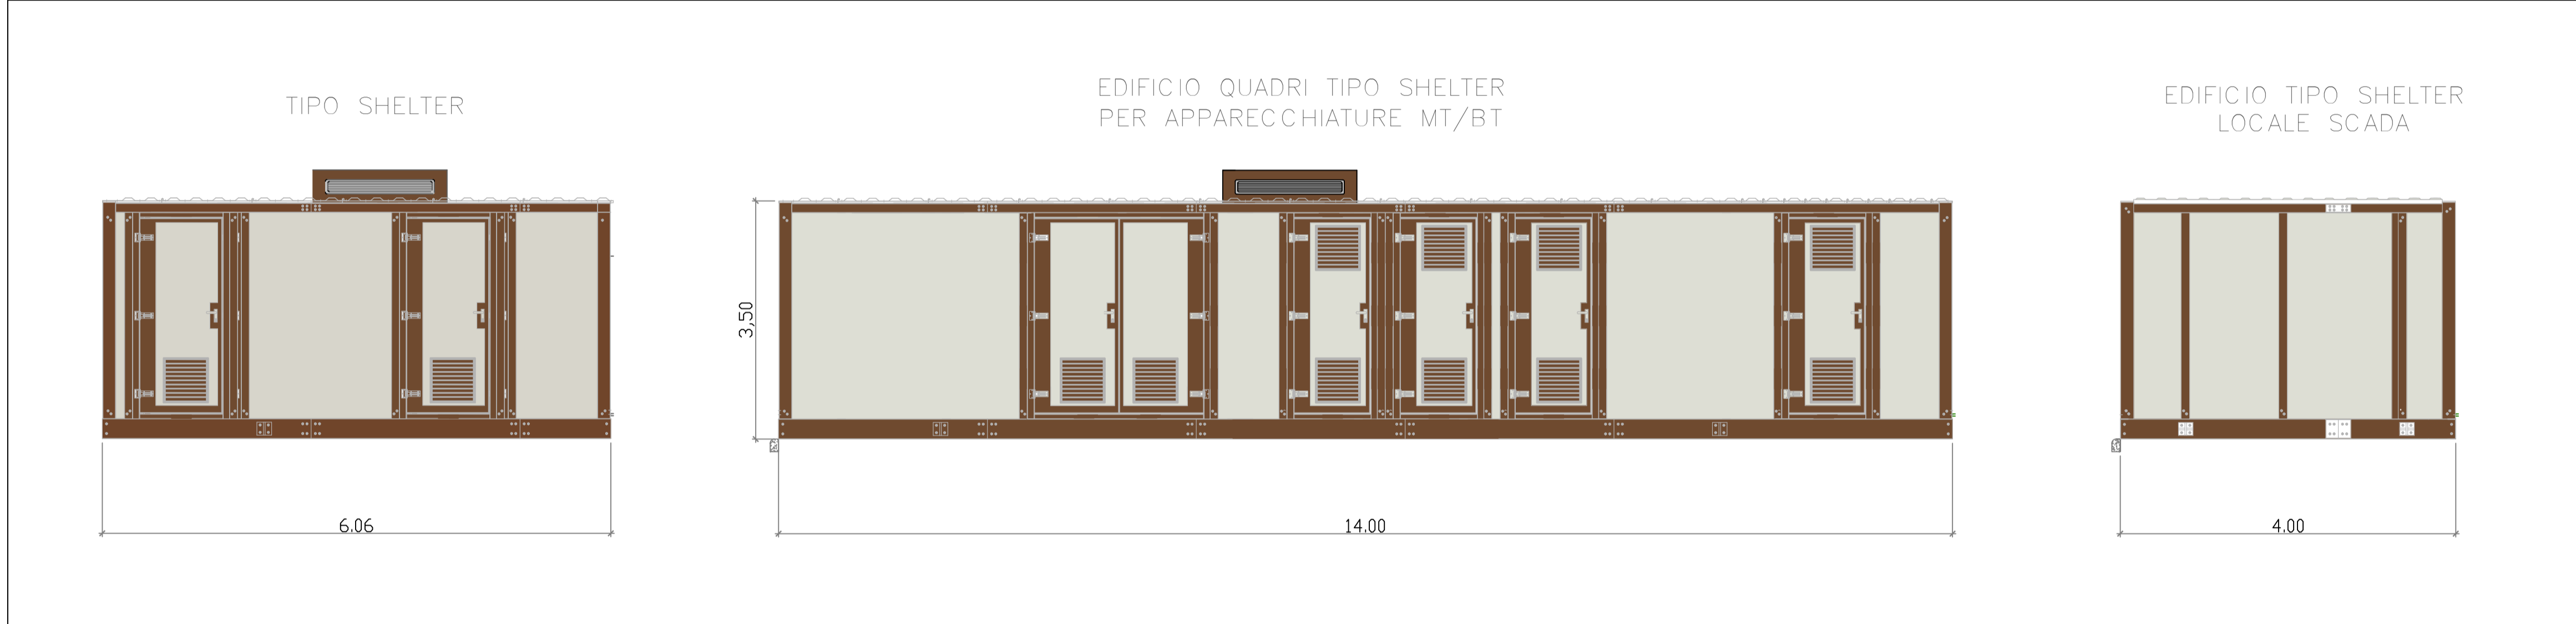 TIPO SHELTER
EDIFICIO QUADRI TIPO SHELTER
PER APPARECCHIATURE MT/BT
EDIFICIO TIPO SHELTER
LOCALE SCADA
3,50
6.06
14.00
4.00